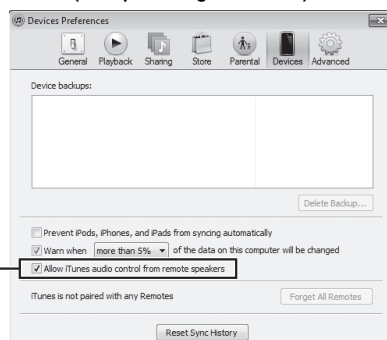 Devices Preferences
General Playback Sharing Store Parental Devices Advanced
Device backups:
Delete Backup...
Prevent iPods, iPhones, and iPads from syncing automatically
Warn when more than 5% of the data on this computer will be changed
Allow iTunes audio control from remote speakers
iTunes is not paired with any Remotes
Forget All Remotes
Reset Sync History